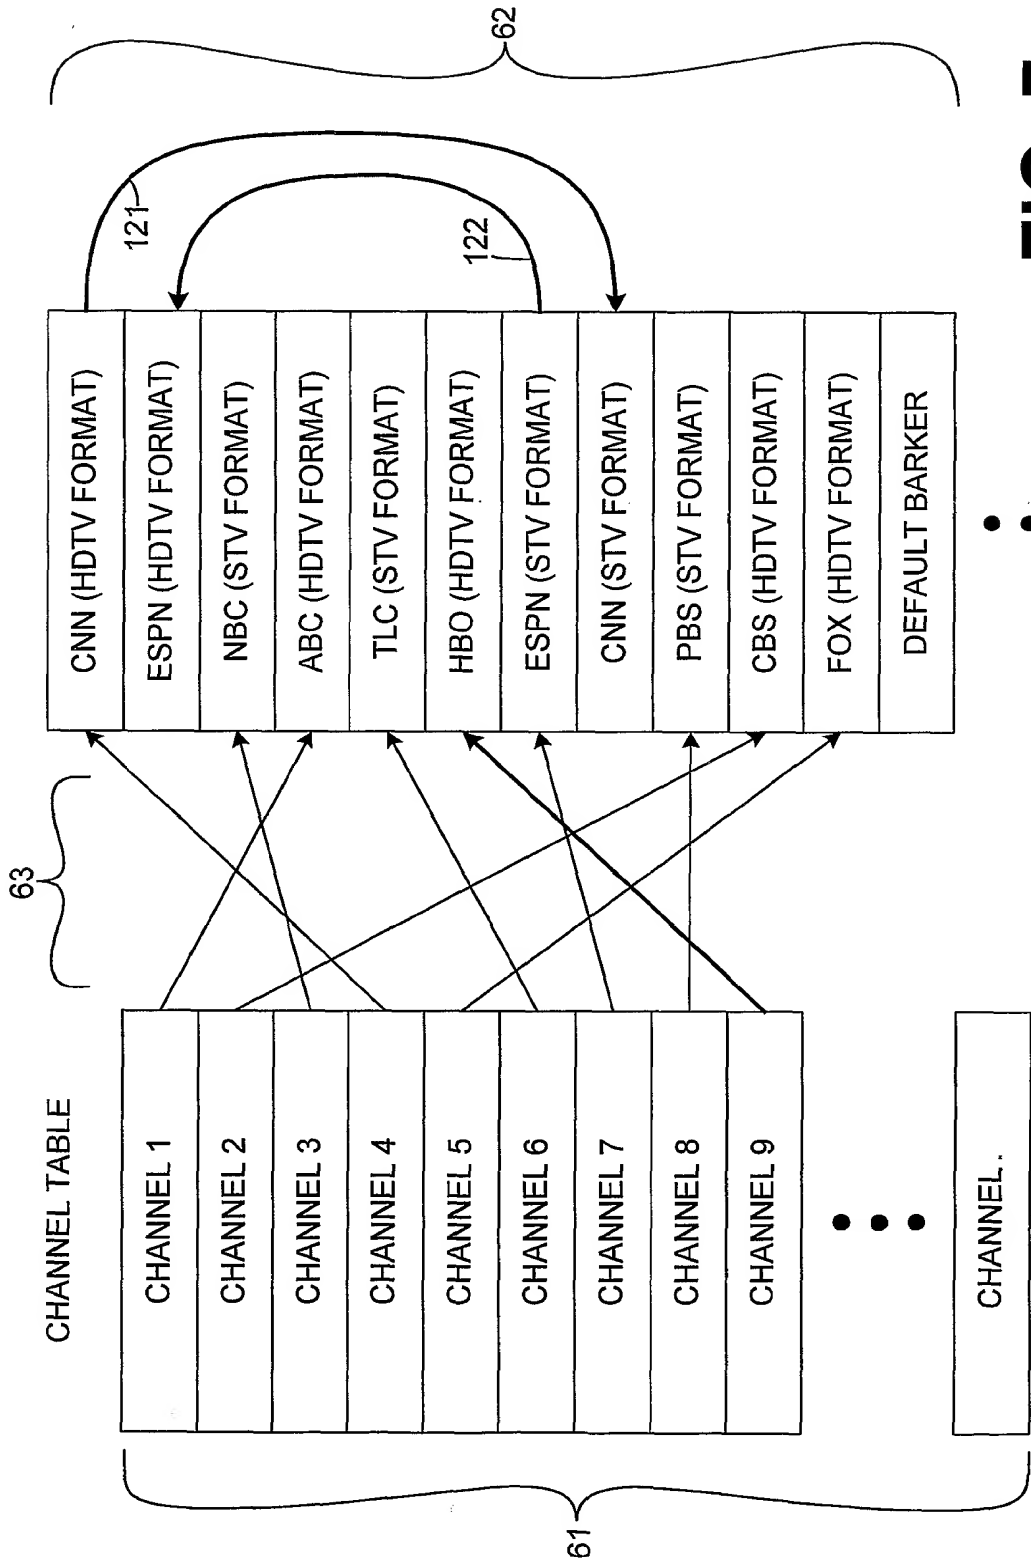 63
CHANNEL TABLE
CHANNEL 1
CHANNEL 2
CHANNEL 3
CHANNEL 4
CHANNEL 5
CHANNEL 6
CHANNEL 7
CHANNEL 8
CHANNEL 9
CHANNEL .
61
CNN (HDTV FORMAT)
ESPN (HDTV FORMAT)
NBC (STV FORMAT)
ABC (HDTV FORMAT)
TLC (STV FORMAT)
HBO (HDTV FORMAT)
ESPN (STV FORMAT)
CNN (STV FORMAT)
PBS (STV FORMAT)
CBS (HDTV FORMAT)
FOX (HDTV FORMAT)
DEFAULT BARKER
121
122
62